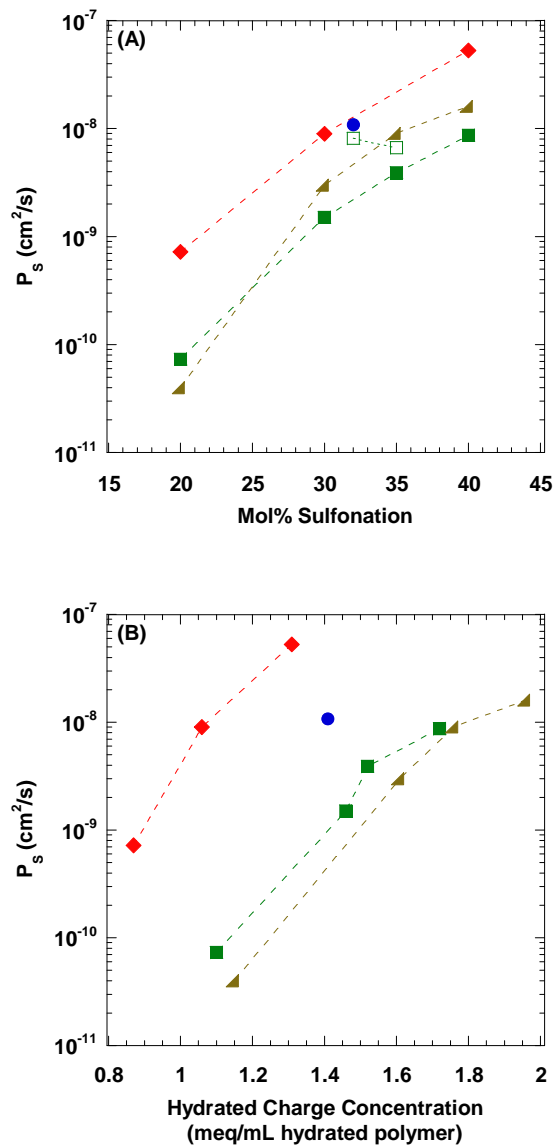 (A)
10⁻⁷
10⁻⁸
10⁻⁹
10⁻¹⁰
10⁻¹¹
P_S (cm²/s)
15 20 25 30 35 40 45
Mol% Sulfonation
(B)
10⁻⁷
10⁻⁸
10⁻⁹
10⁻¹⁰
10⁻¹¹
P_S (cm²/s)
0.8 1 1.2 1.4 1.6 1.8 2
Hydrated Charge Concentration
(meq/mL hydrated polymer)